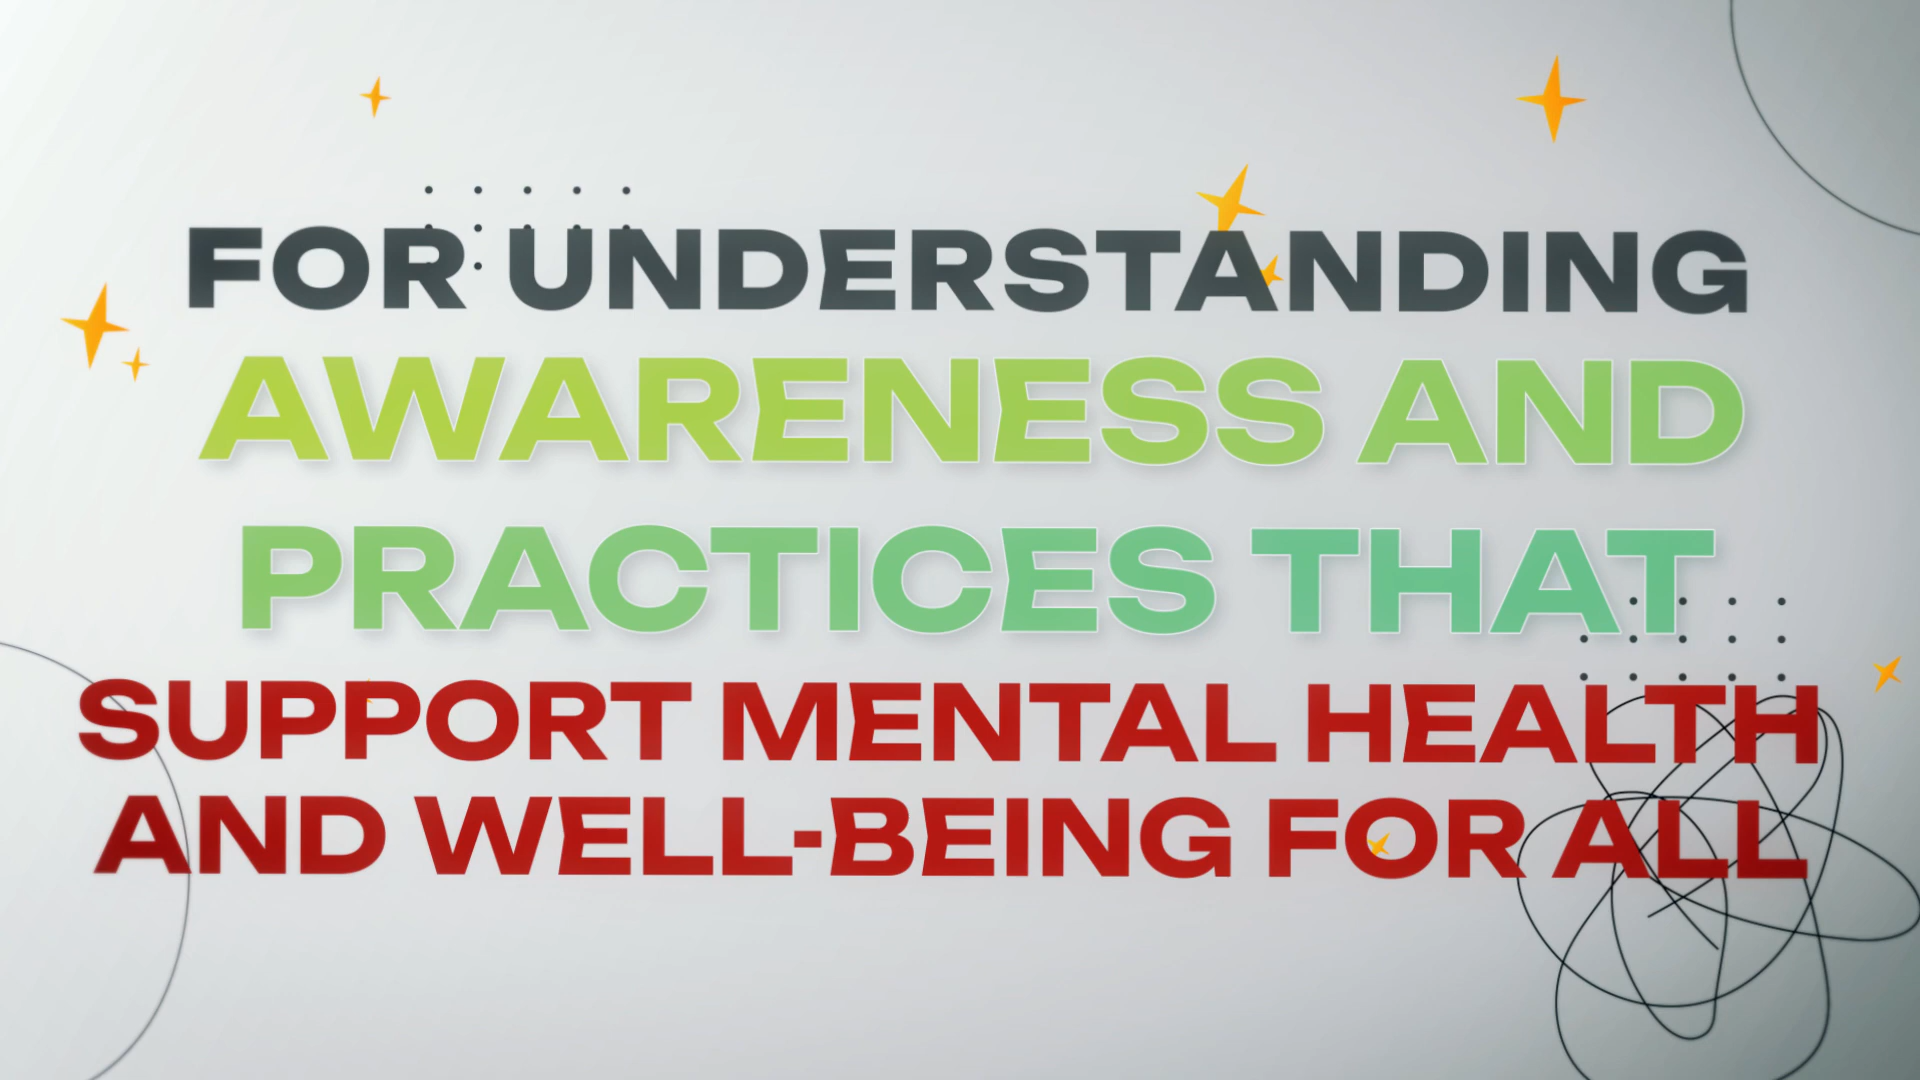 FOR UNDERSTANDING
AWARENESS AND
PRACTICES THAT
SUPPORT MENTAL HEALTH
AND WELL-BEING FOR ALL